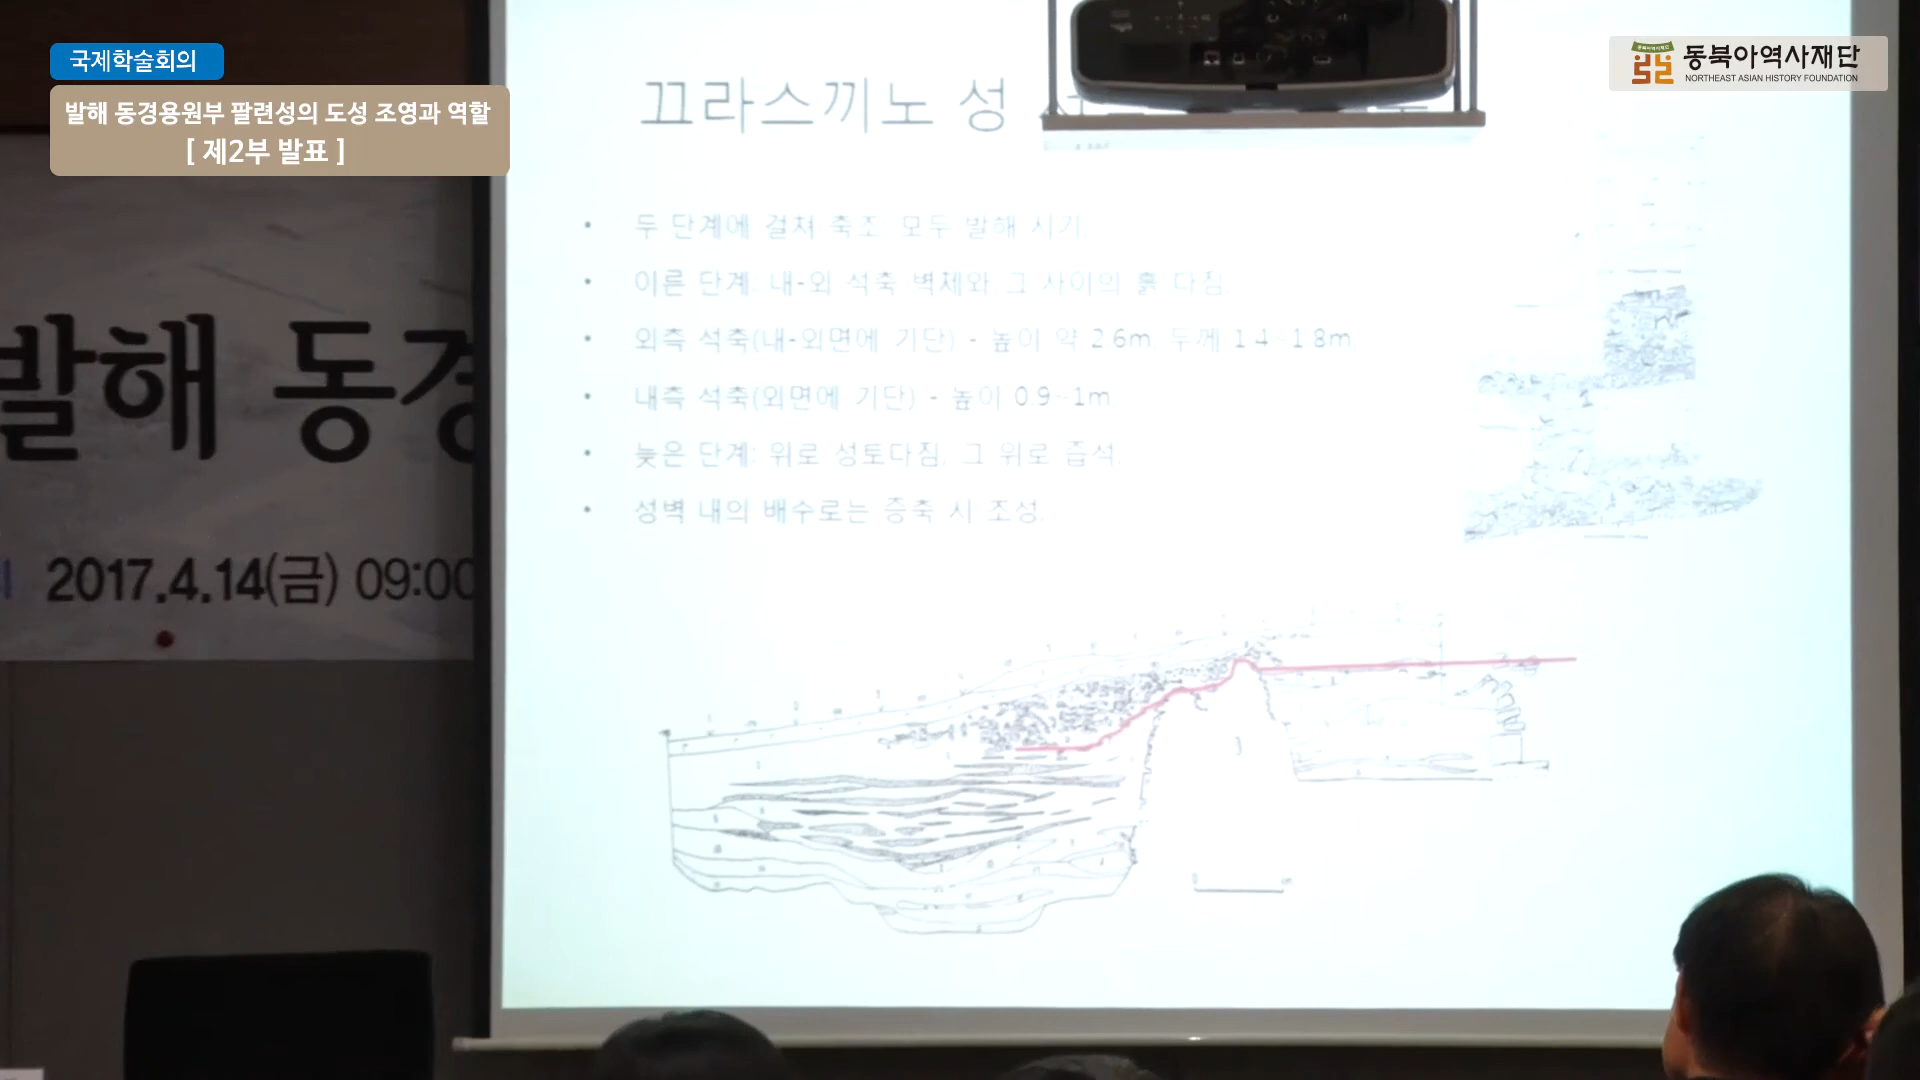 국제학술회의
발해 동경용원부 팔련성의 도성 조영과 역할
[ 제2부 발표 ]
동북아역사재단
NORTHEAST ASIAN HISTORY FOUNDATION
끄라스끼노 성
• 두 단계에 걸쳐 축조. 모두 발해 시기.
• 이른 단계: 내-외 석축 벽체와 그 사이의 흙 다짐.
• 외측 석축(내-외면에 기단) - 높이 약 2.6m, 두께 1.4~1.8m.
• 내측 석축(외면에 기단) - 높이 0.9~1m.
• 늦은 단계: 위로 성토다짐, 그 위로 즙석.
• 성벽 내의 배수로는 증축 시 조성.
발해 동경
2017.4.14(금) 09:00